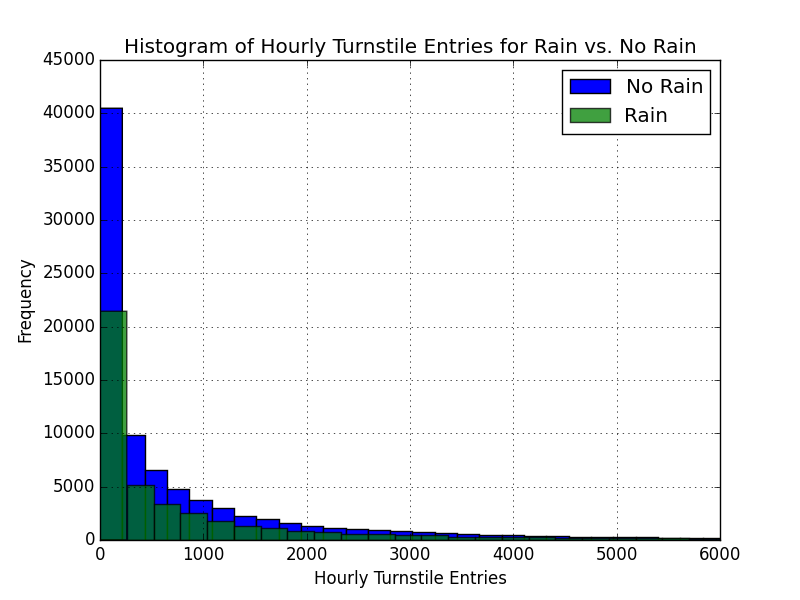 Histogram of Hourly Turnstile Entries for Rain vs. No Rain
No Rain
Rain
45000
40000
35000
30000
25000
20000
15000
10000
5000
0
Frequency
0 1000 2000 3000 4000 5000 6000
Hourly Turnstile Entries